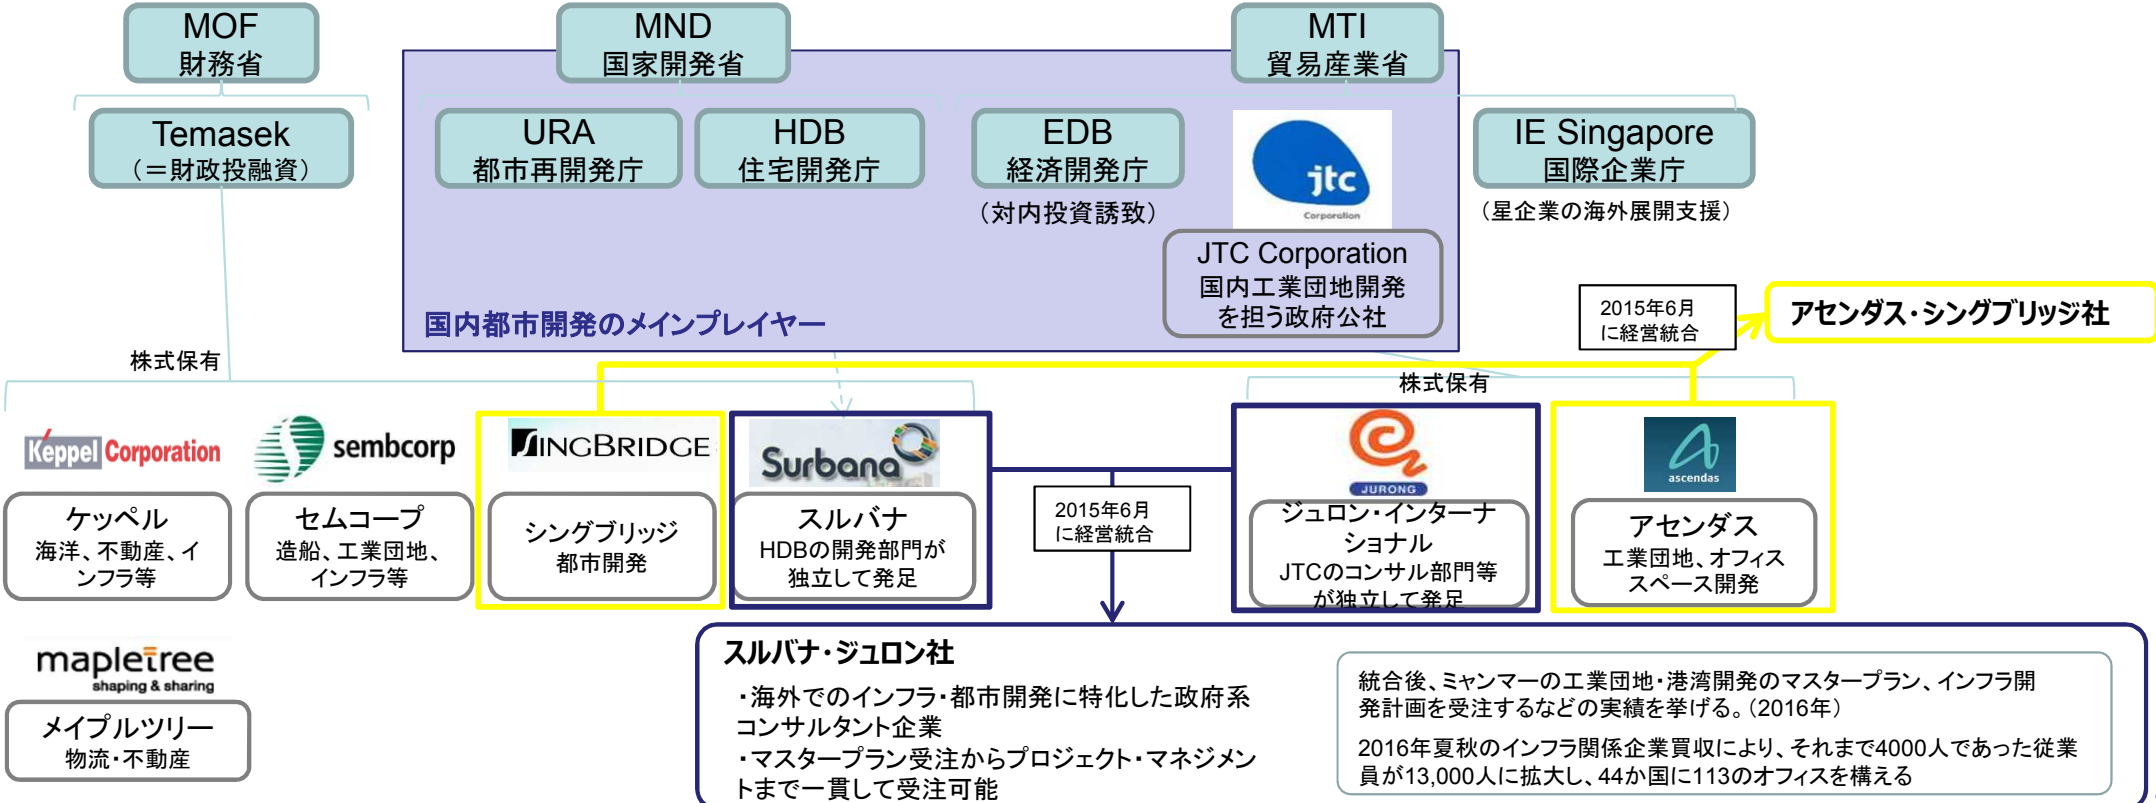 MOF
財務省
MND
国家開発省
MTI
貿易産業省
Temasek
（＝財政投融資）
URA
都市再開発庁
HDB
住宅開発庁
EDB
経済開発庁
（対内投資誘致）
jtc
Corporation
IE Singapore
国際企業庁
（星企業の海外展開支援）
JTC Corporation
国内工業団地開発
を担う政府公社
国内都市開発のメインプレイヤー
2015年6月
に経営統合
アセンダス・シングブリッジ社
株式保有
株式保有
Keppel Corporation
sembcorp
SINGBRIDGE
Surbana
JURONG
ascendas
ケッペル
海洋、不動産、イ
ンフラ等
セムコープ
造船、工業団地、
インフラ等
シングブリッジ
都市開発
スルバナ
HDBの開発部門が
独立して発足
2015年6月
に経営統合
ジュロン・インターナ
ショナル
JTCのコンサル部門等
が独立して発足
アセンダス
工業団地、オフィス
スペース開発
mapletree
shaping & sharing
メイプルツリー
物流・不動産
スルバナ・ジュロン社
・海外でのインフラ・都市開発に特化した政府系
コンサルタント企業
・マスタープラン受注からプロジェクト・マネジメン
トまで一貫して受注可能
統合後、ミャンマーの工業団地・港湾開発のマスタープラン、インフラ開
発計画を受注するなどの実績を挙げる。（2016年）
2016年夏秋のインフラ関係企業買収により、それまで4000人であった従業
員が13,000人に拡大し、44か国に113のオフィスを構える